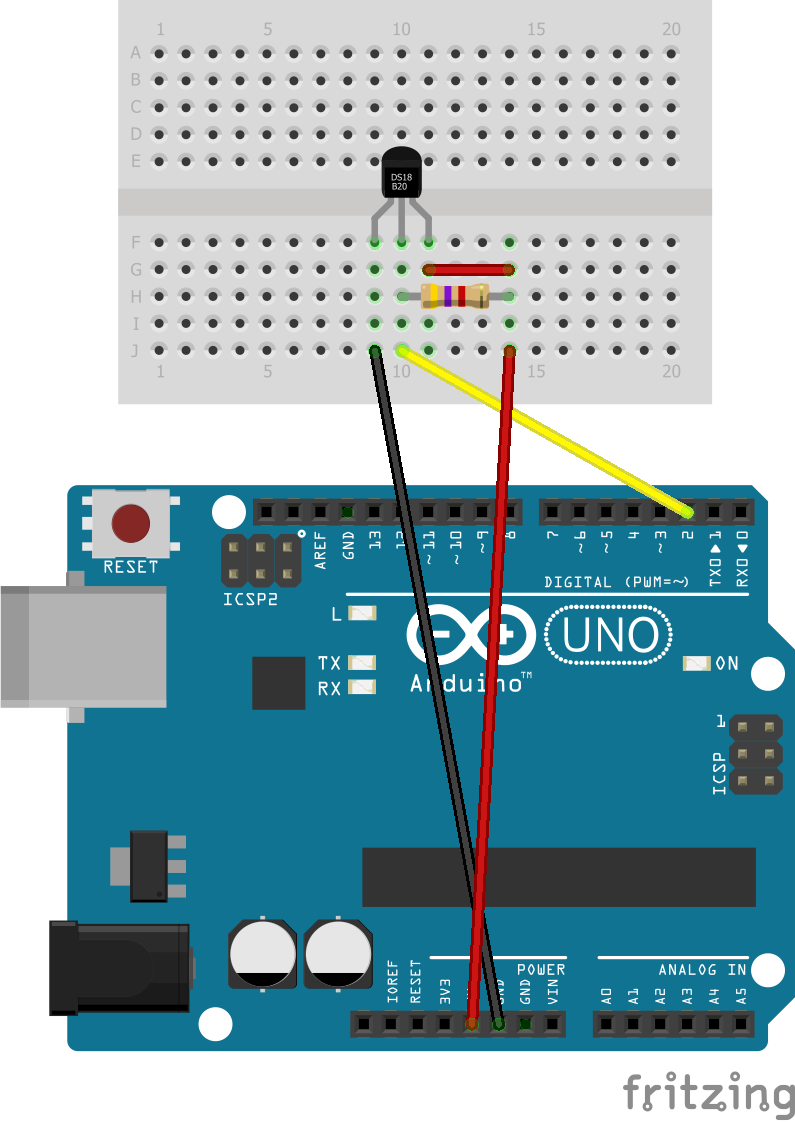 1 5 10 15 20
A
B
C
D
E
DS18
B20
F
G
H
I
J
1 5 10 15 20
RESET
AREF
GND
13
12
~11
~10
~9
8
7
~6
~5
4
~3
2
TX0▶1
RX0◀0
ICSP2
DIGITAL (PWM=~)
L
TX
RX
UNO
Arduino™
ON
1
ICSP
POWER
ANALOG IN
IOREF
RESET
3V3
GND
GND
VIN
A0
A1
A2
A3
A4
A5
fritzing